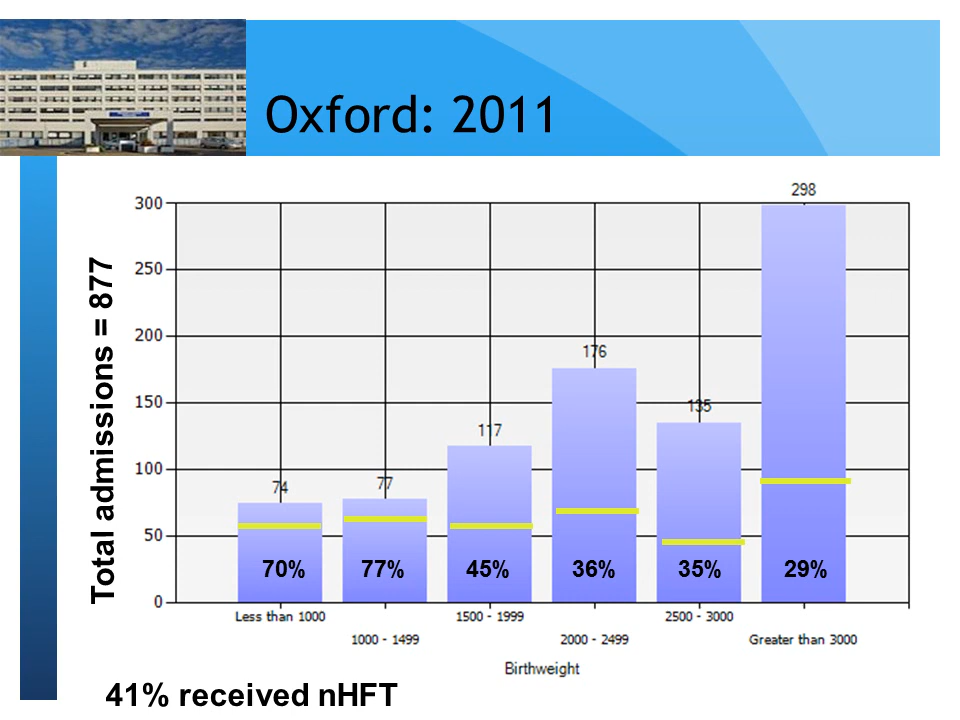 Oxford: 2011
Total admissions = 877
298
300
250
200
176
150
135
117
100
74
77
50
70% 77% 45% 36% 35% 29%
0
Less than 1000 1500 - 1999 2500 - 3000
1000 - 1499 2000 - 2499 Greater than 3000
Birthweight
41% received nHFT